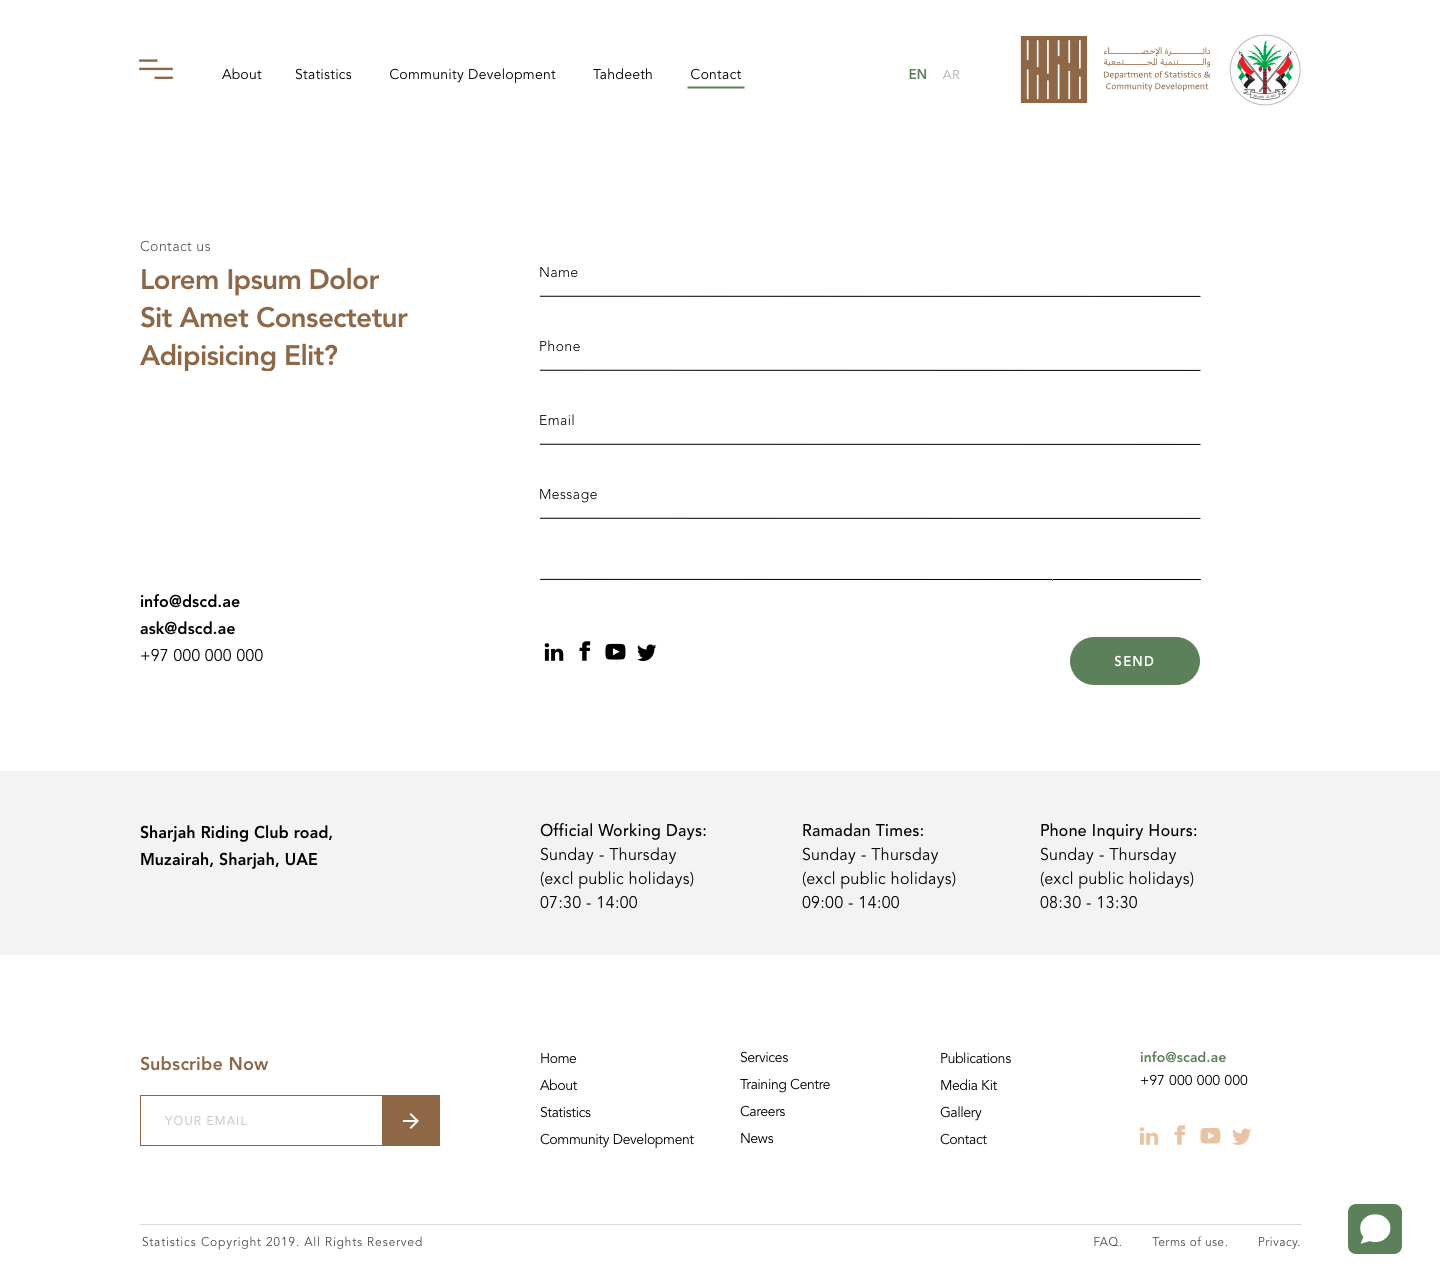 About
Statistics
Community Development
Tahdeeth
Contact
EN
AR
دائرة الإحصاء
والتنمية المجتمعية
Department of Statistics &
Community Development
Contact us
Lorem Ipsum Dolor
Sit Amet Consectetur
Adipisicing Elit?
Name
Phone
Email
Message
info@dscd.ae
ask@dscd.ae
+97 000 000 000
SEND
Sharjah Riding Club road,
Muzairah, Sharjah, UAE
Official Working Days:
Sunday - Thursday
(excl public holidays)
07:30 - 14:00
Ramadan Times:
Sunday - Thursday
(excl public holidays)
09:00 - 14:00
Phone Inquiry Hours:
Sunday - Thursday
(excl public holidays)
08:30 - 13:30
Subscribe Now
YOUR EMAIL
Home
About
Statistics
Community Development
Services
Training Centre
Careers
News
Publications
Media Kit
Gallery
Contact
info@scad.ae
+97 000 000 000
Statistics Copyright 2019. All Rights Reserved
FAQ.
Terms of use.
Privacy.